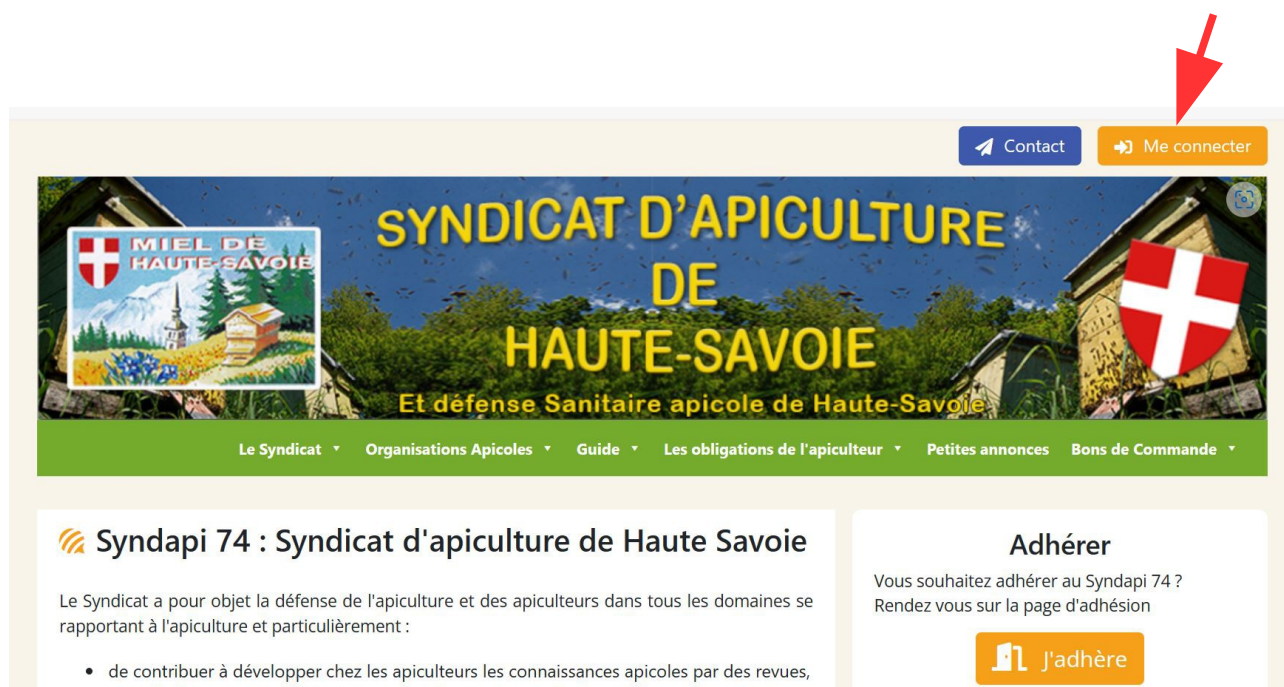 Contact
Me connecter
MIEL DE
HAUTE-SAVOIE
SYNDICAT D'APICULTURE
DE
HAUTE-SAVOIE
Et défense Sanitaire apicole de Haute-Savoie
Le Syndicat Organisations Apicoles Guide Les obligations de l'apiculteur Petites annonces Bons de Commande
Syndapi 74 : Syndicat d'apiculture de Haute Savoie
Le Syndicat a pour objet la défense de l'apiculture et des apiculteurs dans tous les domaines se
rapportant à l'apiculture et particulièrement :
• de contribuer à développer chez les apiculteurs les connaissances apicoles par des revues,
Adhérer
Vous souhaitez adhérer au Syndapi 74 ?
Rendez vous sur la page d'adhésion
J'adhère